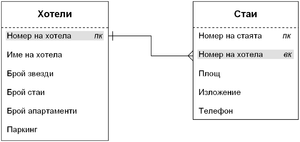 Хотели
Номер на хотела пк
Име на хотела
Брой звезди
Брой стаи
Брой апартаменти
Паркинг
Стаи
Номер на стаята пк
Номер на хотела вк
Площ
Изложение
Телефон